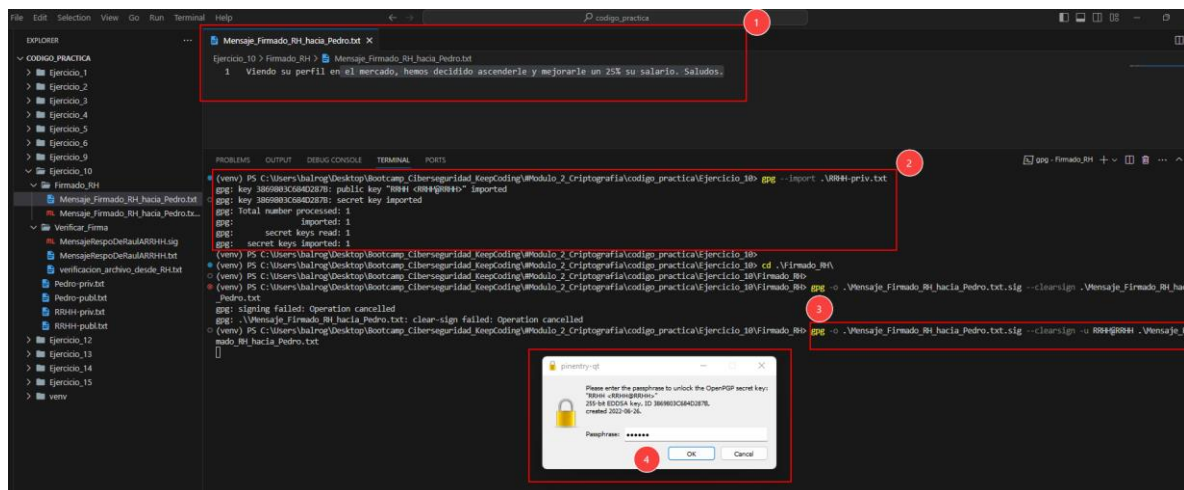 File Edit Selection View Go Run Terminal Help
codigo_practica
1
EXPLORER
CODIGO_PRACTICA
Ejercicio_1
Ejercicio_2
Ejercicio_3
Ejercicio_4
Ejercicio_5
Ejercicio_6
Ejercicio_9
Ejercicio_10
Firmado_RH
Mensaje_Firmado_RH_hacia_Pedro.txt
Mensaje_Firmado_RH_hacia_Pedro.tx...
Verificar_Firma
MensajeRespoDeRaulARRHH.sig
MensajeRespoDeRaulARRHH.txt
verificacion_archivo_desde_RH.txt
Pedro-priv.txt
Pedro-publ.txt
RRHH-priv.txt
RRHH-publ.txt
Ejercicio_12
Ejercicio_13
Ejercicio_14
Ejercicio_15
venv
Mensaje_Firmado_RH_hacia_Pedro.txt
Ejercicio_10 > Firmado_RH > Mensaje_Firmado_RH_hacia_Pedro.txt
1 Viendo su perfil en el mercado, hemos decidido ascenderle y mejorarle un 25% su salario. Saludos.
PROBLEMS OUTPUT DEBUG CONSOLE TERMINAL PORTS
2
gpg - Firmado_RH
(venv) PS C:\Users\balrog\Desktop\Bootcamp_Ciberseguridad_KeepCoding\#Modulo_2_Criptografia\codigo_practica\Ejercicio_10> gpg --import .\RRHH-priv.txt
gpg: key 3869803C684D287B: public key "RRHH <RRHH@RRHH>" imported
gpg: key 3869803C684D287B: secret key imported
gpg: Total number processed: 1
gpg: imported: 1
gpg: secret keys read: 1
gpg: secret keys imported: 1
(venv) PS C:\Users\balrog\Desktop\Bootcamp_Ciberseguridad_KeepCoding\#Modulo_2_Criptografia\codigo_practica\Ejercicio_10>
(venv) PS C:\Users\balrog\Desktop\Bootcamp_Ciberseguridad_KeepCoding\#Modulo_2_Criptografia\codigo_practica\Ejercicio_10> cd .\Firmado_RH\
(venv) PS C:\Users\balrog\Desktop\Bootcamp_Ciberseguridad_KeepCoding\#Modulo_2_Criptografia\codigo_practica\Ejercicio_10\Firmado_RH>
(venv) PS C:\Users\balrog\Desktop\Bootcamp_Ciberseguridad_KeepCoding\#Modulo_2_Criptografia\codigo_practica\Ejercicio_10\Firmado_RH> gpg -o .\Mensaje_Firmado_RH_hacia_Pedro.txt.sig --clearsign .\Mensaje_Firmado_RH_hac
_Pedro.txt
gpg: signing failed: Operation cancelled
gpg: .\\Mensaje_Firmado_RH_hacia_Pedro.txt: clear-sign failed: Operation cancelled
3
(venv) PS C:\Users\balrog\Desktop\Bootcamp_Ciberseguridad_KeepCoding\#Modulo_2_Criptografia\codigo_practica\Ejercicio_10\Firmado_RH> gpg -o .\Mensaje_Firmado_RH_hacia_Pedro.txt.sig --clearsign -u RRHH@RRHH .\Mensaje_F
mado_RH_hacia_Pedro.txt
pinentry-qt
Please enter the passphrase to unlock the OpenPGP secret key:
"RRHH <RRHH@RRHH>"
255-bit EDDSA key, ID 3869803C684D287B,
created 2022-06-26.
Passphrase: ••••••
4
OK Cancel